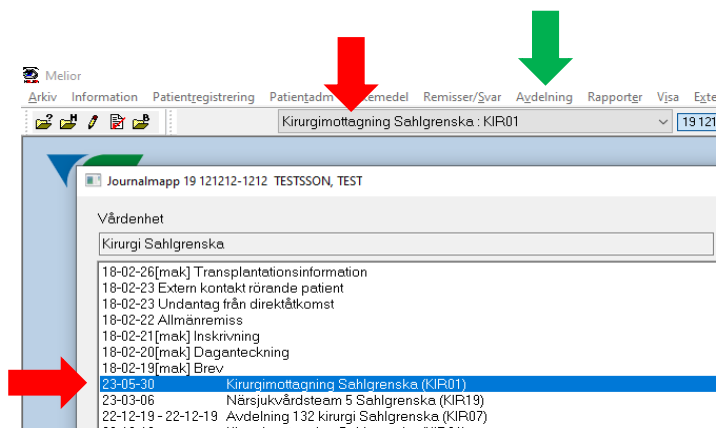 Melior
Arkiv Information Patientregistrering Patientadm Remisser/Svar Avdelning Rapporter Visa
Kirurgimottagning Sahlgrenska : KIR01 19 121
Journalmapp 19 121212-1212 TESTSSON, TEST
Vårdenhet
Kirurgi Sahlgrenska
18-02-26[mak] Transplantationsinformation
18-02-23 Extern kontakt rörande patient
18-02-23 Undantag från direktåtkomst
18-02-22 Allmänremiss
18-02-21[mak] Inskrivning
18-02-20[mak] Daganteckning
18-02-19[mak] Brev
23-05-30 Kirurgimottagning Sahlgrenska (KIR01)
23-03-06 Närsjukvårdsteam 5 Sahlgrenska (KIR19)
22-12-19 - 22-12-19 Avdelning 132 kirurgi Sahlgrenska (KIR07)